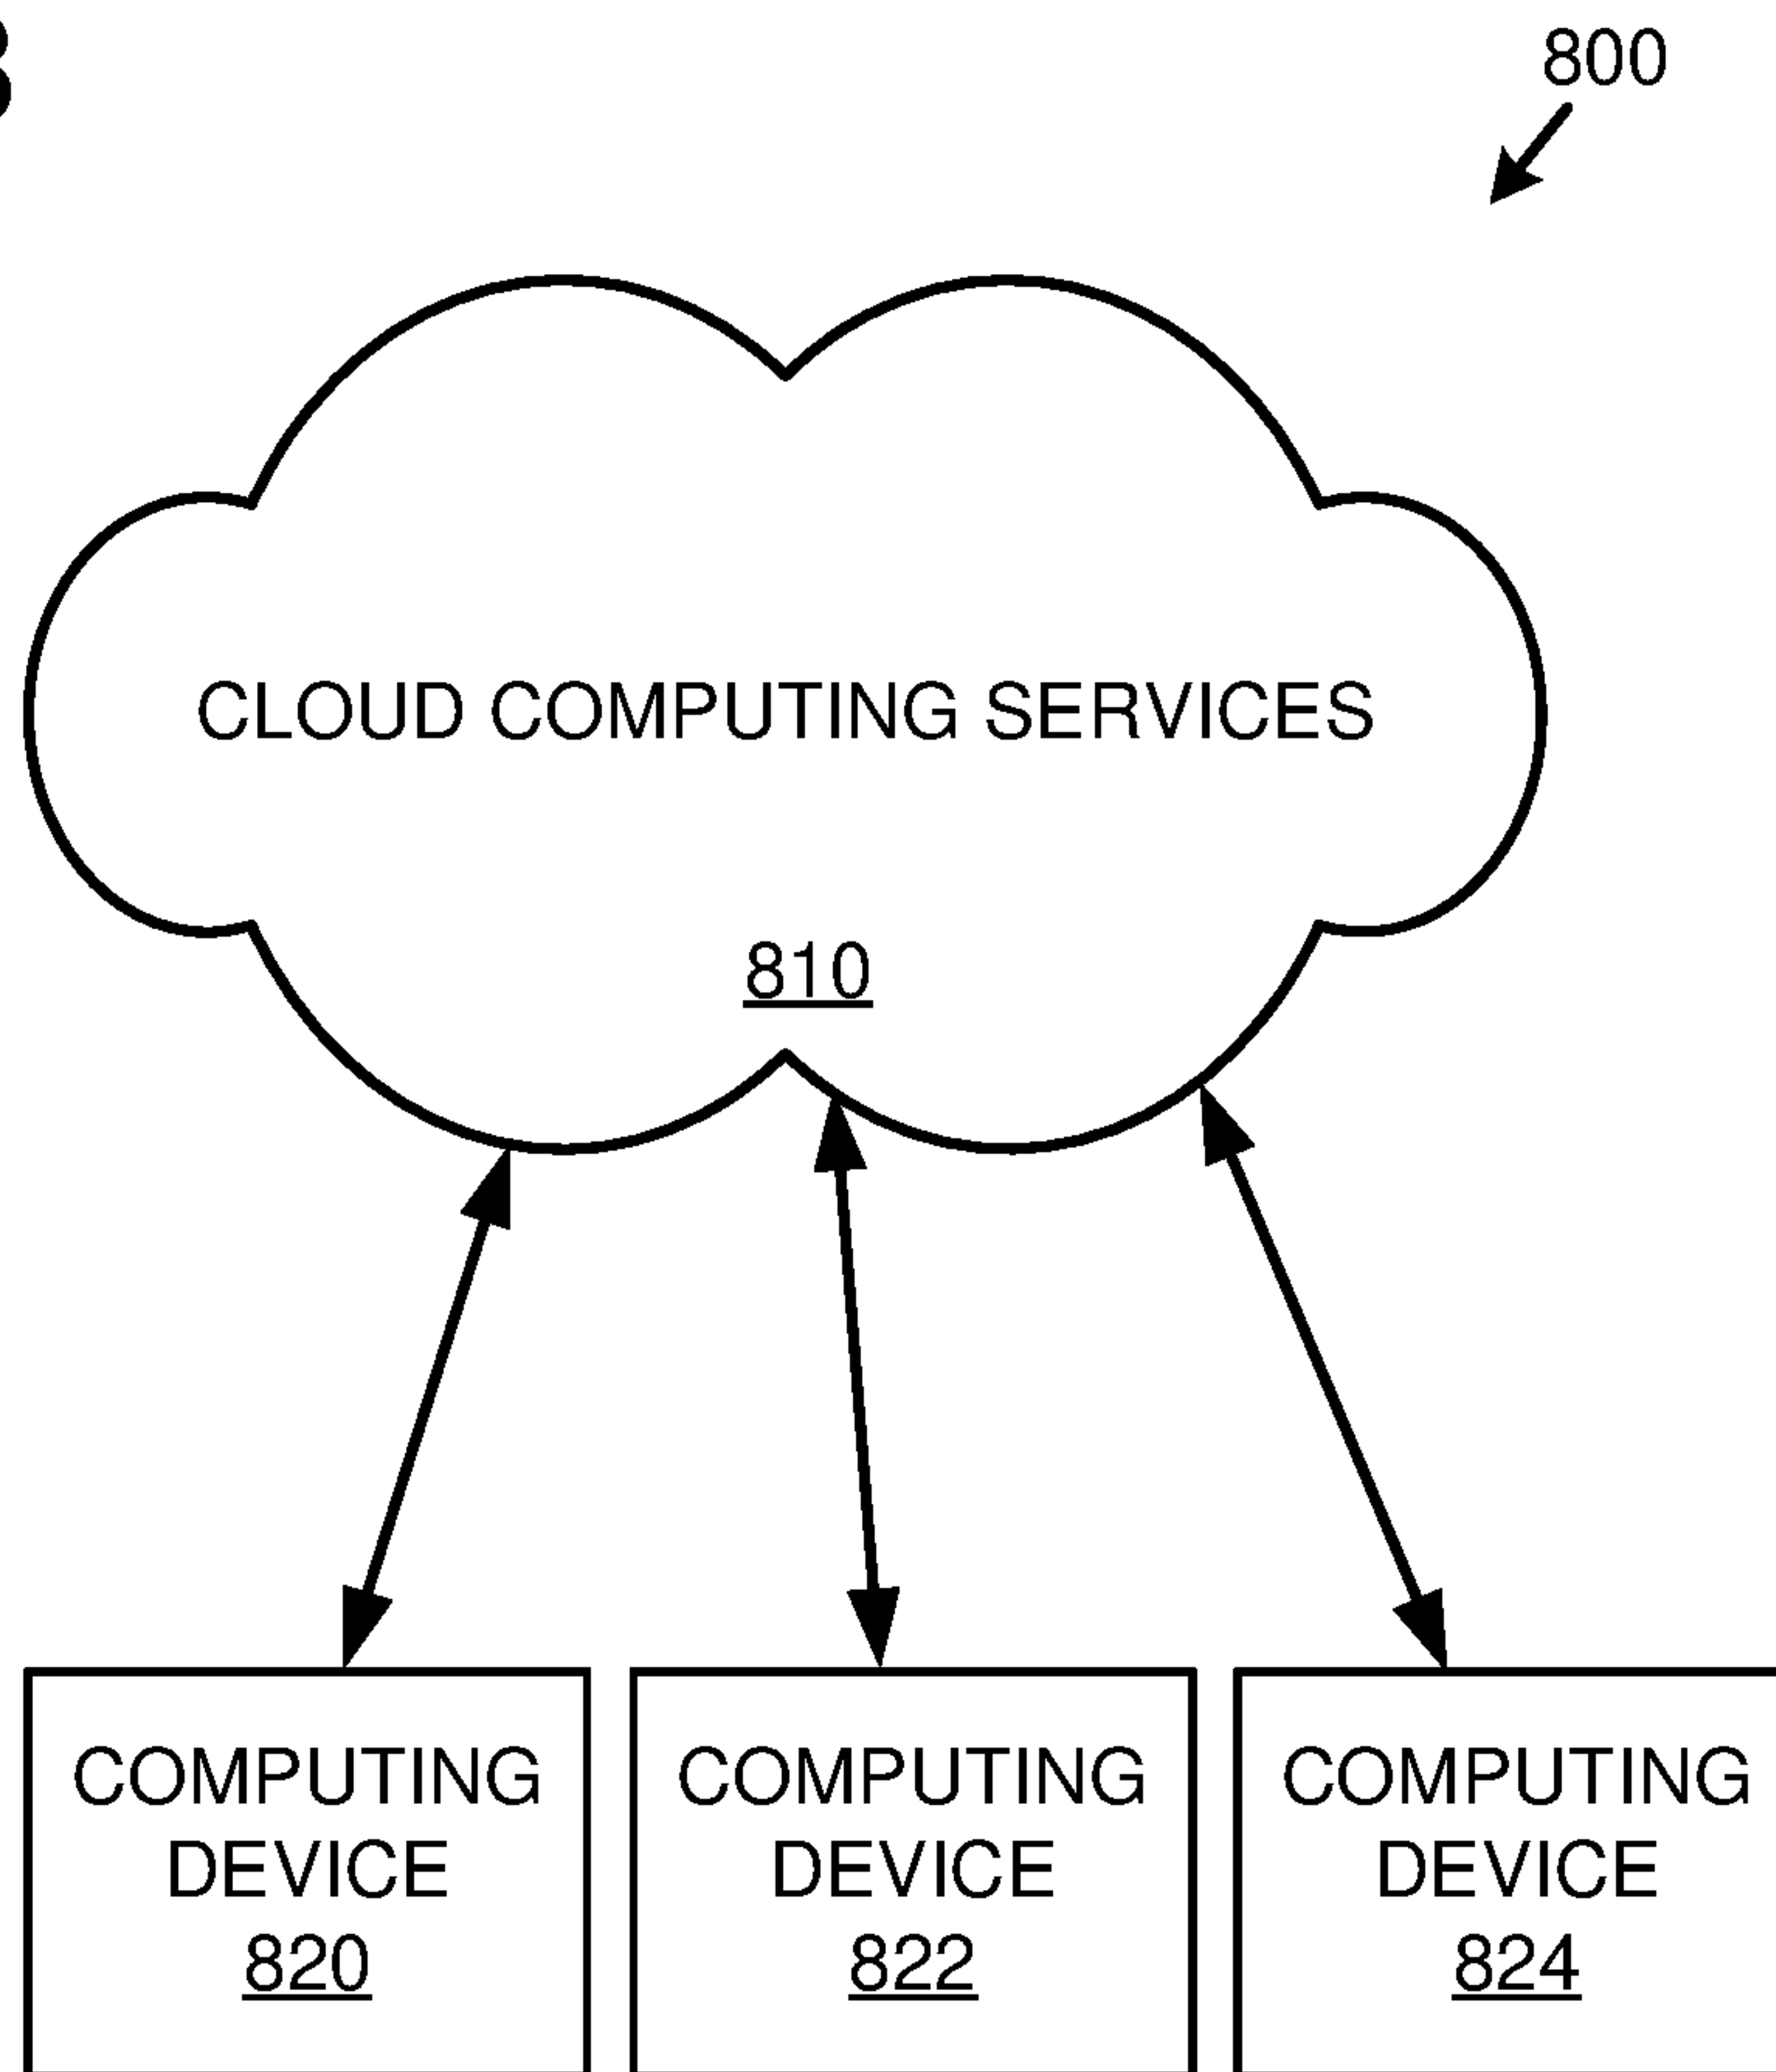 800
CLOUD COMPUTING SERVICES
810
COMPUTING
DEVICE
820
COMPUTING
DEVICE
822
COMPUTING
DEVICE
824